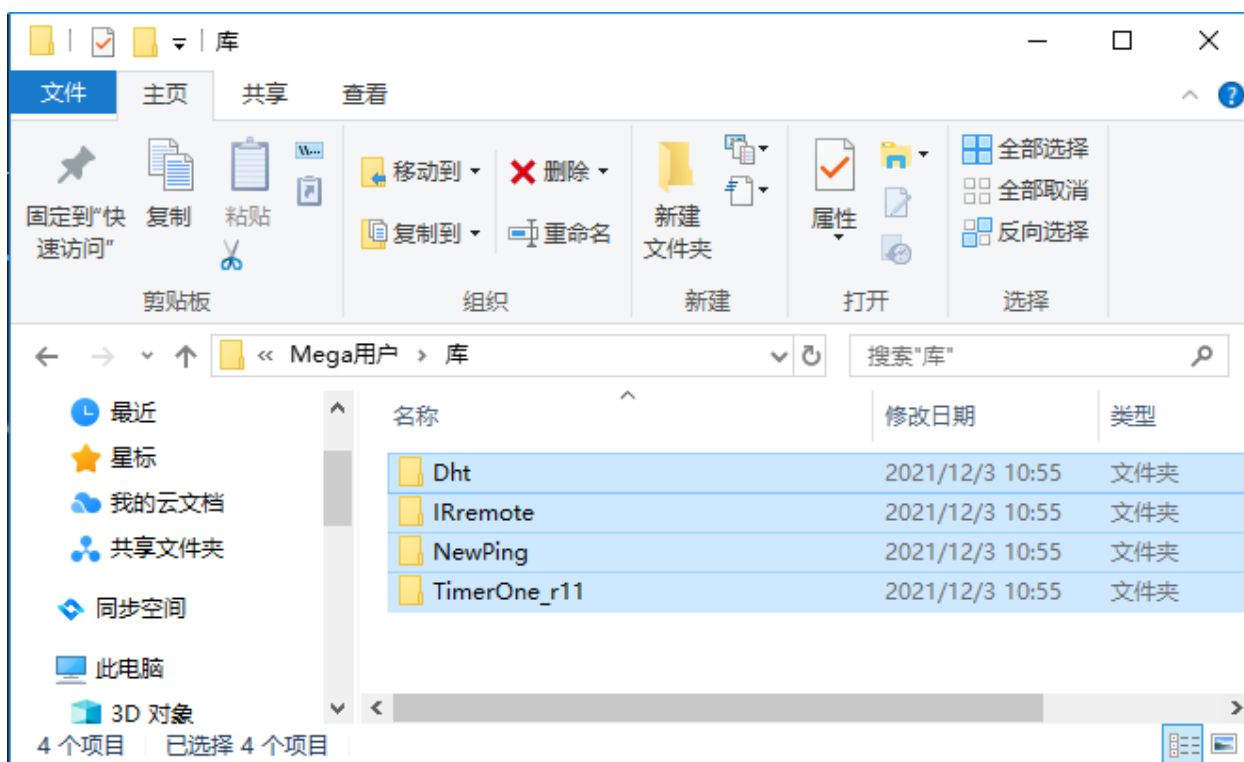 库
文件 主页 共享 查看
固定到“快速访问”
复制
粘贴
W...
剪贴板
移动到
复制到
删除
重命名
组织
新建
文件夹
新建
属性
打开
全部选择
全部取消
反向选择
选择
« Mega用户 › 库
搜索"库"
最近
星标
我的云文档
共享文件夹
同步空间
此电脑
3D 对象
名称 修改日期 类型
Dht 2021/12/3 10:55 文件夹
IRremote 2021/12/3 10:55 文件夹
NewPing 2021/12/3 10:55 文件夹
TimerOne_r11 2021/12/3 10:55 文件夹
4 个项目 已选择 4 个项目